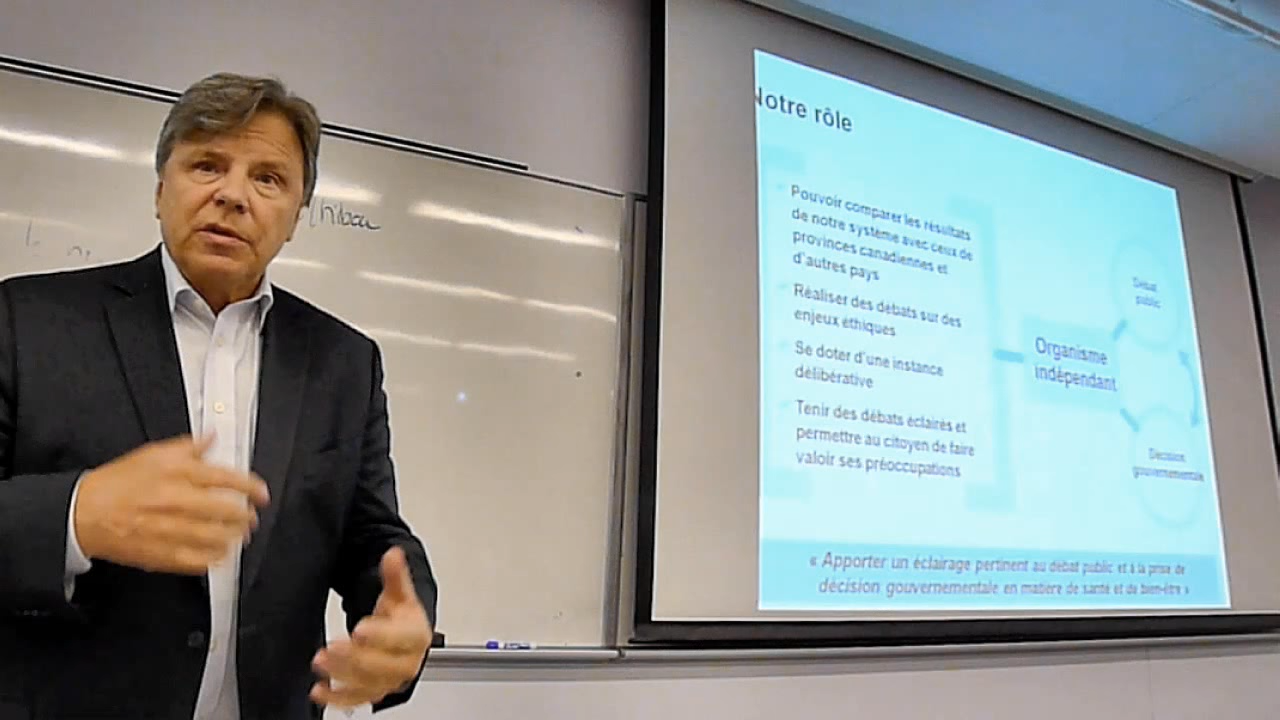 Notre rôle
Pouvoir comparer les résultats
de notre système avec ceux de
provinces canadiennes et
d'autres pays
Réaliser des débats sur des
enjeux éthiques
Se doter d'une instance
délibérative
Tenir des débats éclairés et
permettre au citoyen de faire
valoir ses préoccupations
Organisme
indépendant
Débat
public
Décision
gouvernementale
« Apporter un éclairage pertinent au débat public et à la prise de
décision gouvernementale en matière de santé et de bien-être »